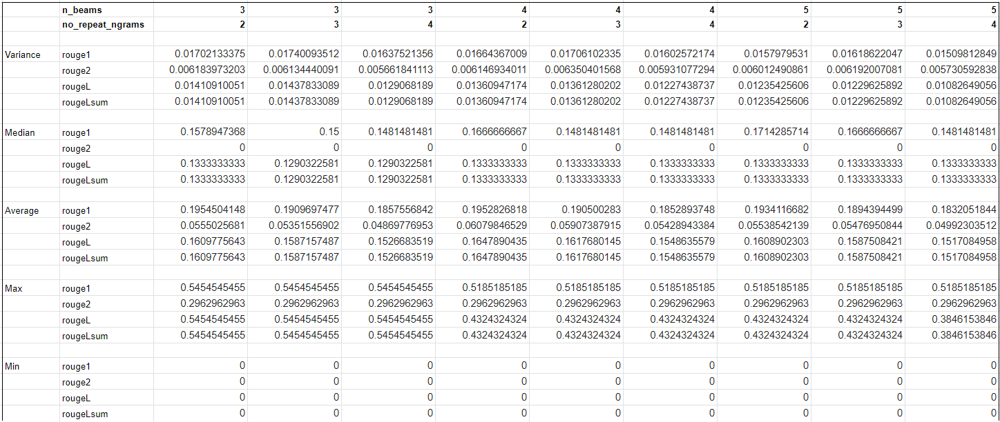 n_beams 3 3 3 4 4 4 5 5 5
no_repeat_ngrams 2 3 4 2 3 4 2 3 4
Variance rouge1 0.01702133375 0.01740093512 0.01637521356 0.01664367009 0.01706102335 0.01602572174 0.0157979531 0.01618622047 0.01509812849
rouge2 0.006183973203 0.006134440091 0.005661841113 0.006146934011 0.006350401568 0.005931077294 0.006012490861 0.006192007081 0.005730592838
rougeL 0.01410910051 0.01437833089 0.0129068189 0.01360947174 0.01361280202 0.01227438737 0.01235425606 0.01229625892 0.01082649056
rougeLsum 0.01410910051 0.01437833089 0.0129068189 0.01360947174 0.01361280202 0.01227438737 0.01235425606 0.01229625892 0.01082649056
Median rouge1 0.1578947368 0.15 0.1481481481 0.1666666667 0.1481481481 0.1481481481 0.1714285714 0.1666666667 0.1481481481
rouge2 0 0 0 0 0 0 0 0 0
rougeL 0.1333333333 0.1290322581 0.1290322581 0.1333333333 0.1333333333 0.1333333333 0.1333333333 0.1333333333 0.1333333333
rougeLsum 0.1333333333 0.1290322581 0.1290322581 0.1333333333 0.1333333333 0.1333333333 0.1333333333 0.1333333333 0.1333333333
Average rouge1 0.1954504148 0.1909697477 0.1857556842 0.1952826818 0.190500283 0.1852893748 0.1934116682 0.1894394499 0.1832051844
rouge2 0.0555025681 0.05351556902 0.04869776953 0.06079846529 0.05907387915 0.05428943384 0.05538542139 0.05476950844 0.04992303512
rougeL 0.1609775643 0.1587157487 0.1526683519 0.1647890435 0.1617680145 0.1548635579 0.1608902303 0.1587508421 0.1517084958
rougeLsum 0.1609775643 0.1587157487 0.1526683519 0.1647890435 0.1617680145 0.1548635579 0.1608902303 0.1587508421 0.1517084958
Max rouge1 0.5454545455 0.5454545455 0.5454545455 0.5185185185 0.5185185185 0.5185185185 0.5185185185 0.5185185185 0.5185185185
rouge2 0.2962962963 0.2962962963 0.2962962963 0.2962962963 0.2962962963 0.2962962963 0.2962962963 0.2962962963 0.2962962963
rougeL 0.5454545455 0.5454545455 0.5454545455 0.4324324324 0.4324324324 0.4324324324 0.4324324324 0.4324324324 0.3846153846
rougeLsum 0.5454545455 0.5454545455 0.5454545455 0.4324324324 0.4324324324 0.4324324324 0.4324324324 0.4324324324 0.3846153846
Min rouge1 0 0 0 0 0 0 0 0 0
rouge2 0 0 0 0 0 0 0 0 0
rougeL 0 0 0 0 0 0 0 0 0
rougeLsum 0 0 0 0 0 0 0 0 0